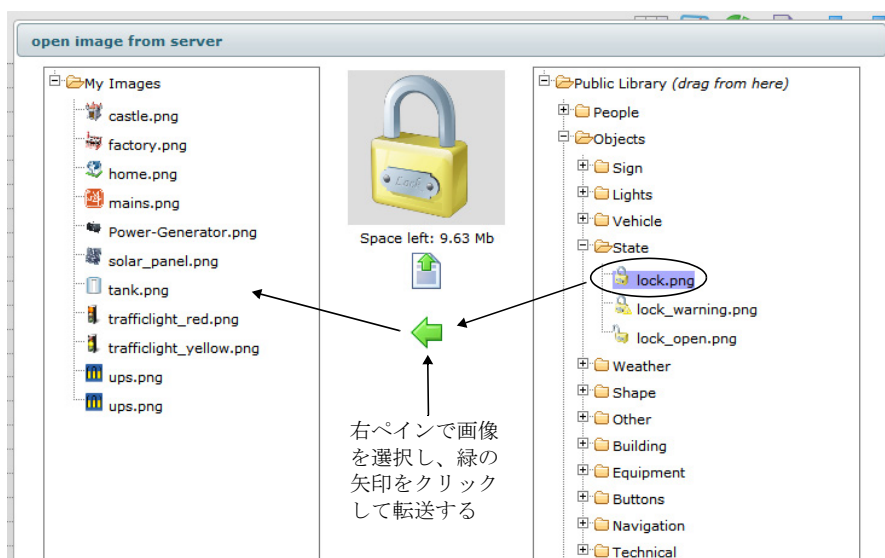 open image from server
My Images
castle.png
factory.png
home.png
mains.png
Power-Generator.png
solar_panel.png
tank.png
trafficlight_red.png
trafficlight_yellow.png
ups.png
ups.png
Lock
Space left: 9.63 Mb
右ペインで画像
を選択し、緑の
矢印をクリック
して転送する
Public Library (drag from here)
People
Objects
Sign
Lights
Vehicle
State
lock.png
lock_warning.png
lock_open.png
Weather
Shape
Other
Building
Equipment
Buttons
Navigation
Technical